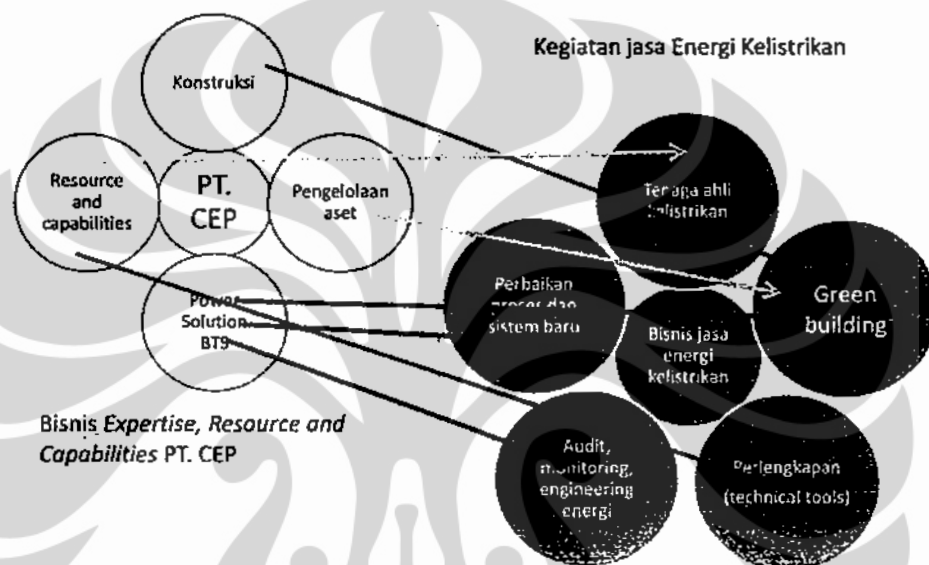 Kegiatan jasa Energi Kelistrikan
Konstruksi
Resource
and
capabilities
PT.
CEP
Pengelolaan
aset
Power
Solution
BT9
Bisnis Expertise, Resource and
Capabilities PT. CEP
Tenaga ahli
kelistrikan
Perbaikan
proses dan
sistem baru
Green
building
Bisnis jasa
energi
kelistrikan
Audit,
monitoring,
engineering
energi
Perlengkapan
(technical tools)